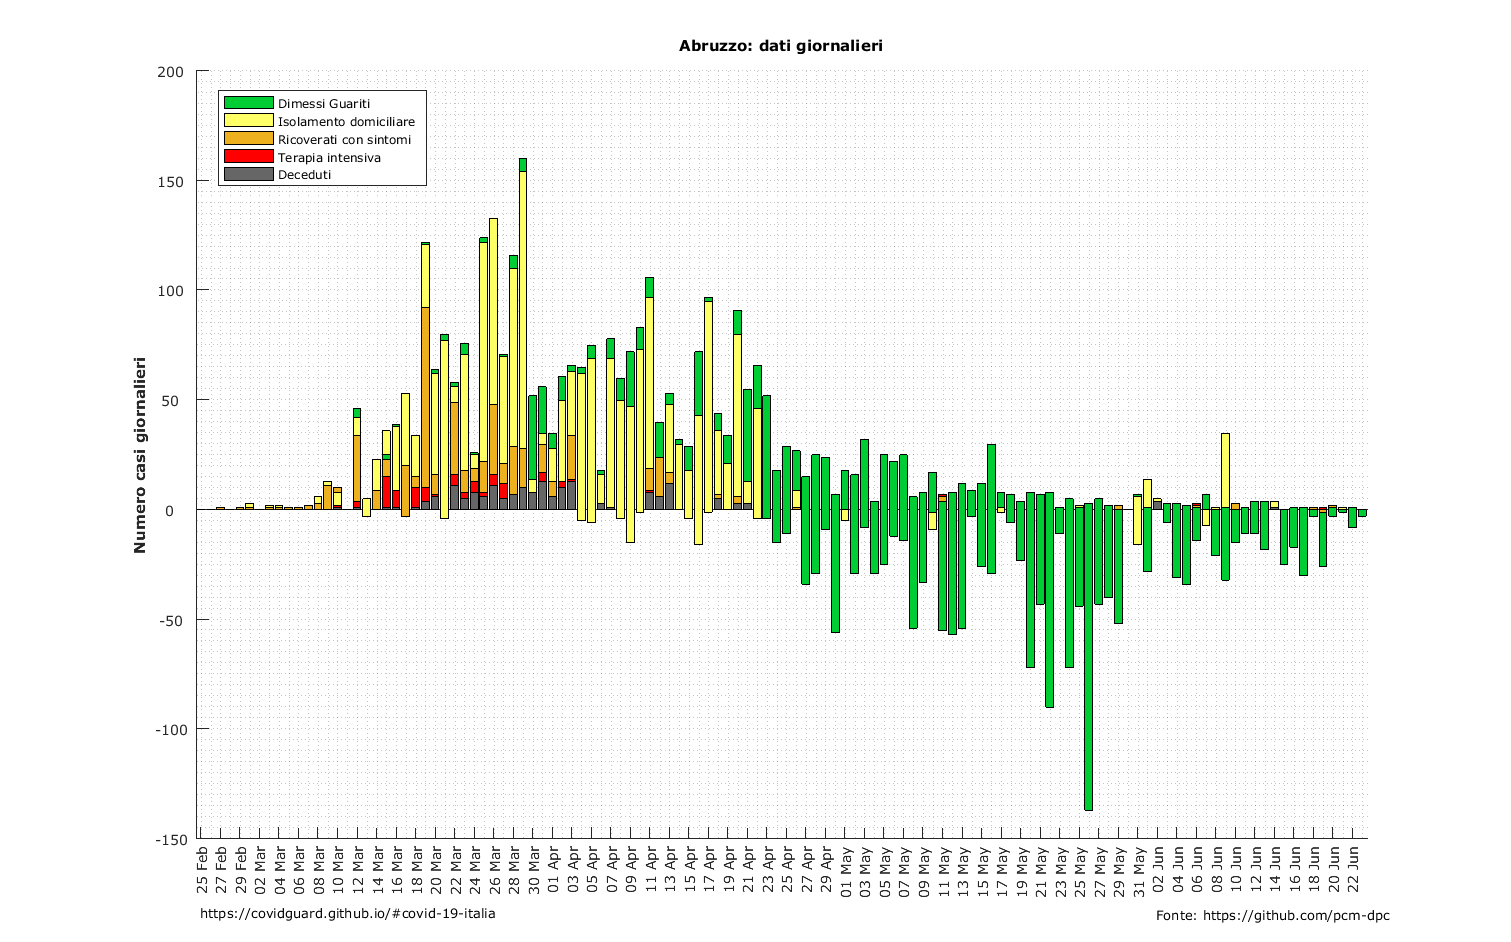 Abruzzo: dati giornalieri
200
150
100
50
0
-50
-100
-150
Numero casi giornalieri
Dimessi Guariti
Isolamento domiciliare
Ricoverati con sintomi
Terapia intensiva
Deceduti
25 Feb
27 Feb
29 Feb
02 Mar
04 Mar
06 Mar
08 Mar
10 Mar
12 Mar
14 Mar
16 Mar
18 Mar
20 Mar
22 Mar
24 Mar
26 Mar
28 Mar
30 Mar
01 Apr
03 Apr
05 Apr
07 Apr
09 Apr
11 Apr
13 Apr
15 Apr
17 Apr
19 Apr
21 Apr
23 Apr
25 Apr
27 Apr
29 Apr
01 May
03 May
05 May
07 May
09 May
11 May
13 May
15 May
17 May
19 May
21 May
23 May
25 May
27 May
29 May
31 May
02 Jun
04 Jun
06 Jun
08 Jun
10 Jun
12 Jun
14 Jun
16 Jun
18 Jun
20 Jun
22 Jun
https://covidguard.github.io/#covid-19-italia
Fonte: https://github.com/pcm-dpc